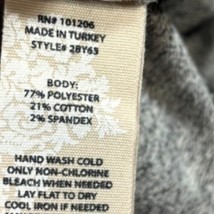 RN# 101206
MADE IN TURKEY
STYLE# 2BY65
BODY:
77% POLYESTER
21% COTTON
2% SPANDEX
HAND WASH COLD
ONLY NON-CHLORINE
BLEACH WHEN NEEDED
LAY FLAT TO DRY
COOL IRON IF NEEDED